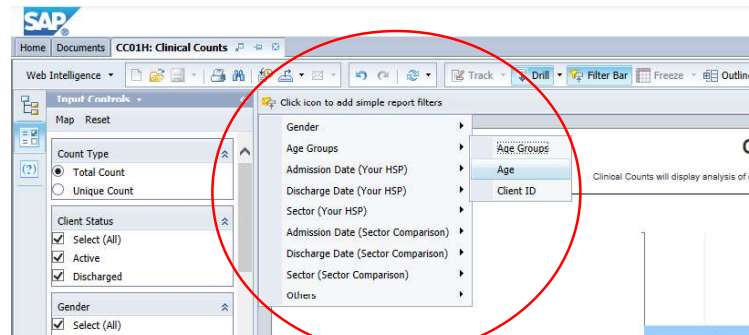 SAP
Home Documents CC01H: Clinical Counts
Web Intelligence Track Drill Filter Bar Freeze Outline
Input Controls
Map Reset
Click icon to add simple report filters
Count Type
Total Count
Unique Count
Client Status
Select (All)
Active
Discharged
Gender
Select (All)
Gender
Age Groups
Admission Date (Your HSP)
Discharge Date (Your HSP)
Sector (Your HSP)
Admission Date (Sector Comparison)
Discharge Date (Sector Comparison)
Sector (Sector Comparison)
Others
Age Groups
Age
Client ID
C
Clinical Counts will display analysis of